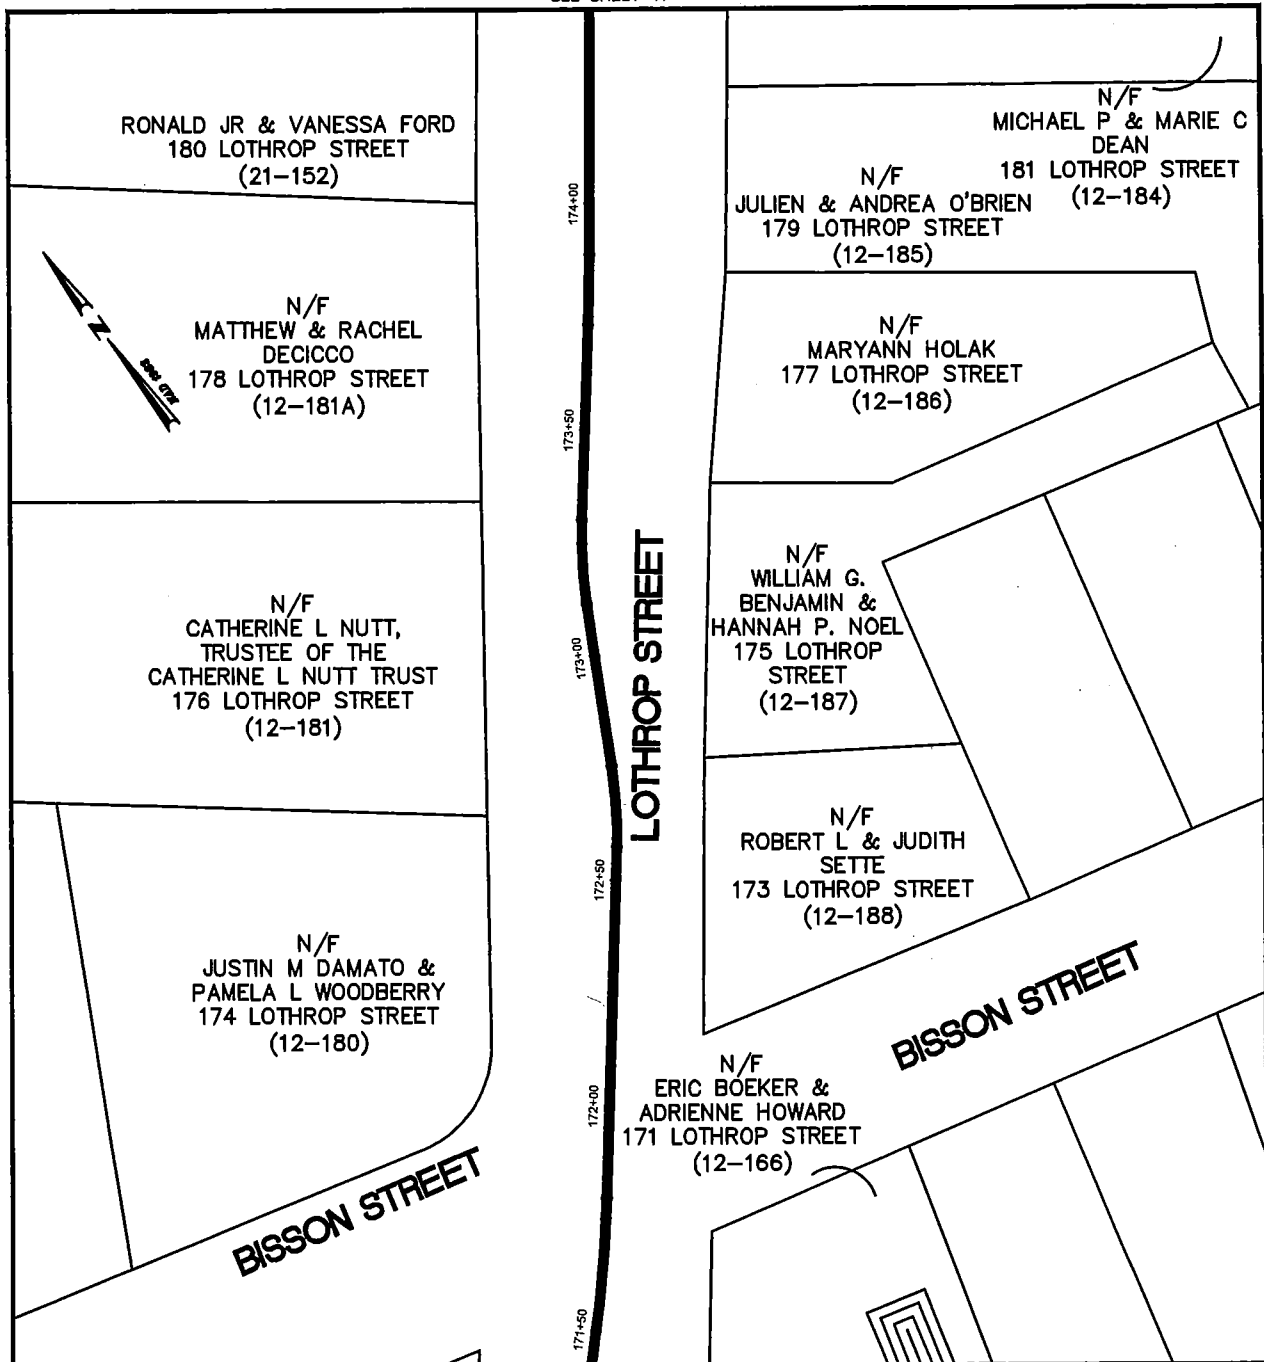 RONALD JR & VANESSA FORD
180 LOTHROP STREET
(21-152)
N/F
MICHAEL P & MARIE C
DEAN
181 LOTHROP STREET
(12-184)
N/F
JULIEN & ANDREA O'BRIEN
179 LOTHROP STREET
(12-185)
174+00
N/F
MATTHEW & RACHEL
DECICCO
178 LOTHROP STREET
(12-181A)
N
N/F
MARYANN HOLAK
177 LOTHROP STREET
(12-186)
173+50
N/F
CATHERINE L NUTT,
TRUSTEE OF THE
CATHERINE L NUTT TRUST
176 LOTHROP STREET
(12-181)
173+00
LOTHROP STREET
N/F
WILLIAM G.
BENJAMIN &
HANNAH P. NOEL
175 LOTHROP
STREET
(12-187)
172+50
N/F
ROBERT L & JUDITH
SETTE
173 LOTHROP STREET
(12-188)
N/F
JUSTIN M DAMATO &
PAMELA L WOODBERRY
174 LOTHROP STREET
(12-180)
BISSON STREET
172+00
N/F
ERIC BOEKER &
ADRIENNE HOWARD
171 LOTHROP STREET
(12-166)
BISSON STREET
171+50